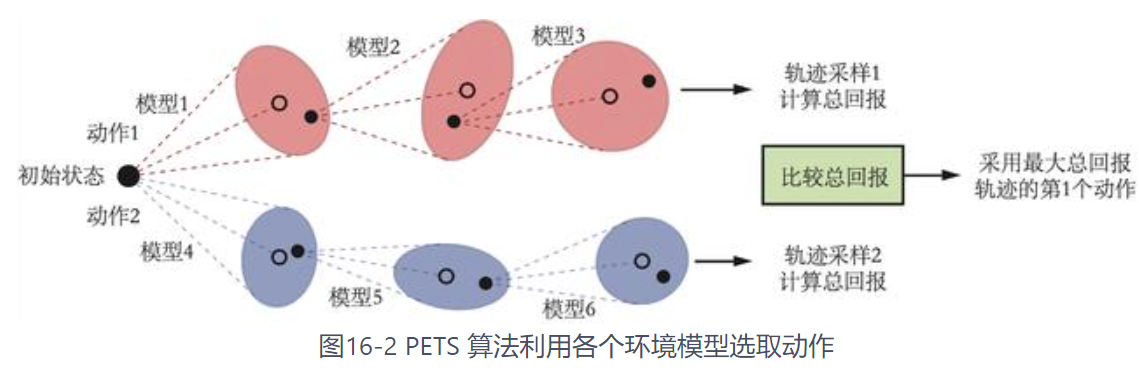 模型1
模型2
模型3
动作1
初始状态
动作2
模型4
模型5
模型6
轨迹采样1
计算总回报
比较总回报
采用最大总回报
轨迹的第1个动作
轨迹采样2
计算总回报
图16-2 PETS 算法利用各个环境模型选取动作